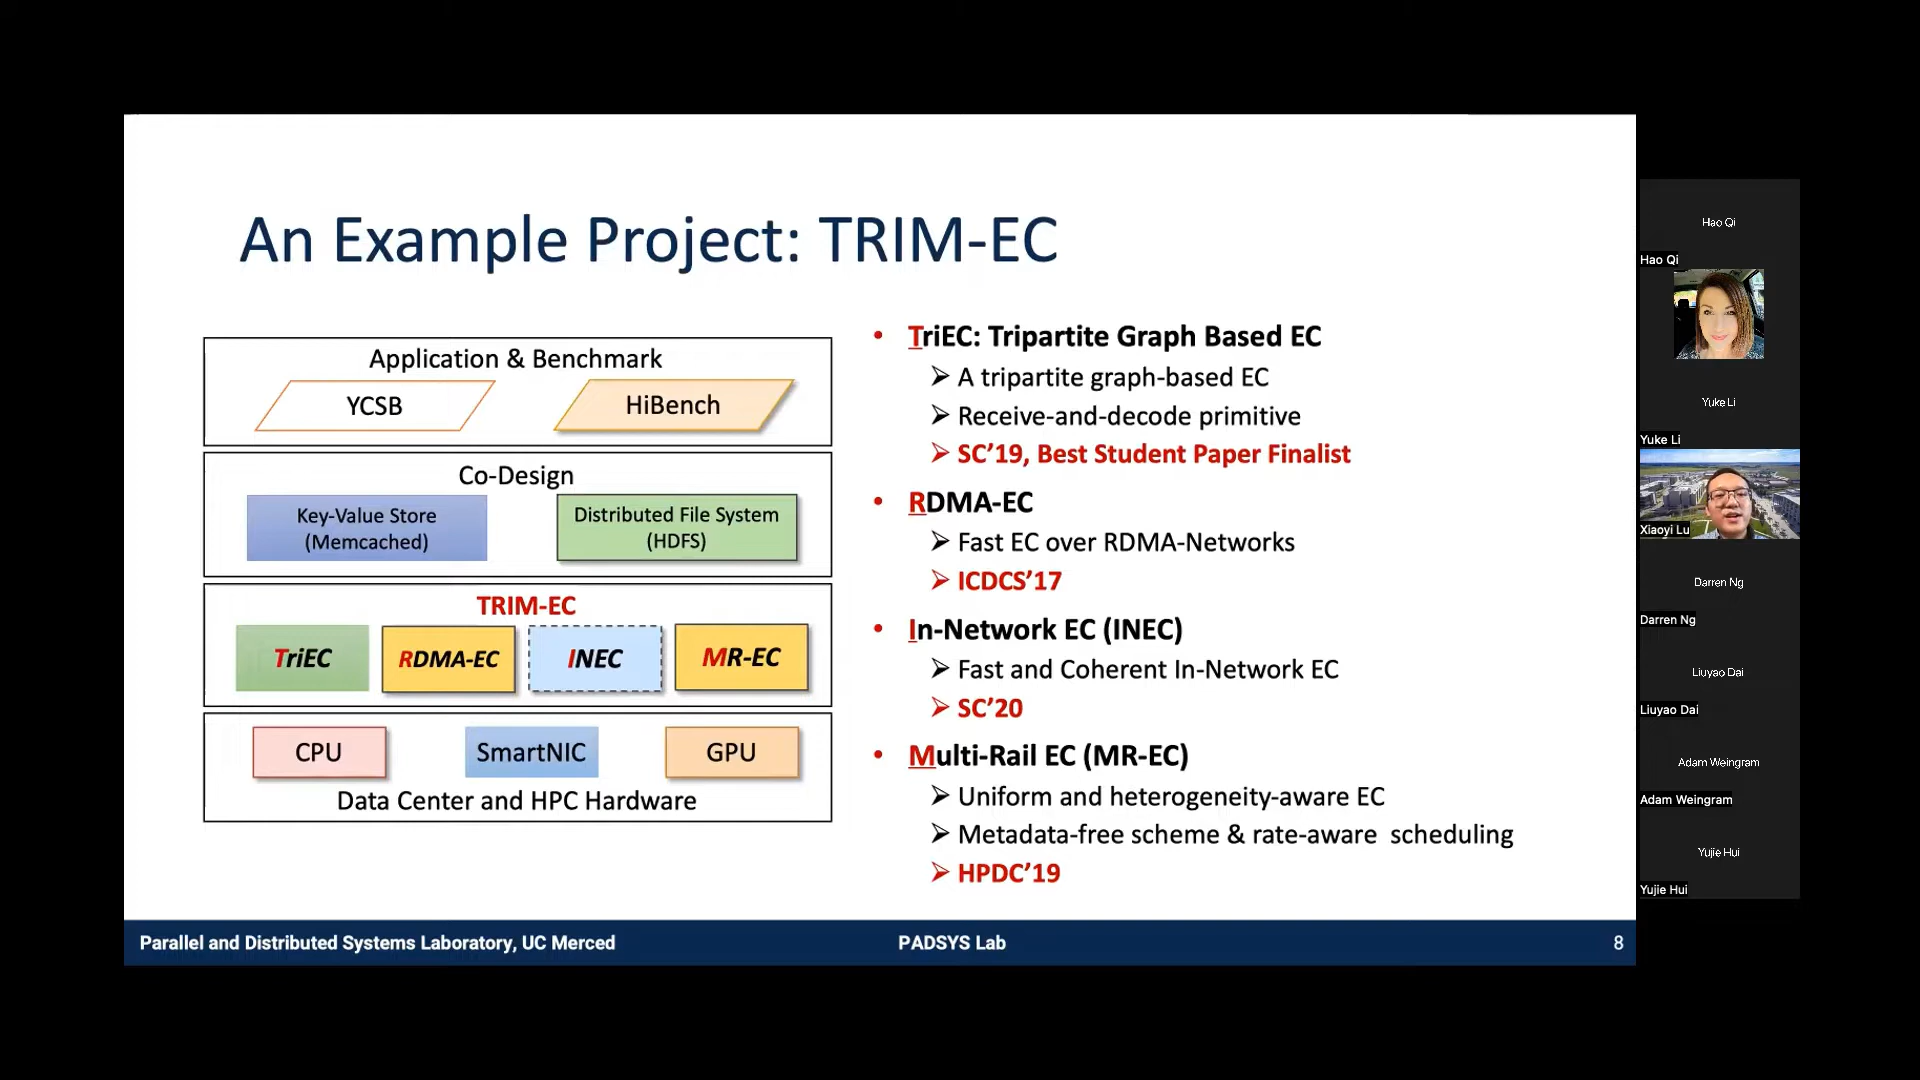 An Example Project: TRIM-EC
Application & Benchmark
YCSB
HiBench
Co-Design
Key-Value Store
(Memcached)
Distributed File System
(HDFS)
TRIM-EC
TriEC
RDMA-EC
INEC
MR-EC
CPU
SmartNIC
GPU
Data Center and HPC Hardware
• TriEC: Tripartite Graph Based EC
➢ A tripartite graph-based EC
➢ Receive-and-decode primitive
➢ SC’19, Best Student Paper Finalist
• RDMA-EC
➢ Fast EC over RDMA-Networks
➢ ICDCS’17
• In-Network EC (INEC)
➢ Fast and Coherent In-Network EC
➢ SC’20
• Multi-Rail EC (MR-EC)
➢ Uniform and heterogeneity-aware EC
➢ Metadata-free scheme & rate-aware scheduling
➢ HPDC’19
Parallel and Distributed Systems Laboratory, UC Merced
PADSYS Lab
8
Hao Qi
Hao Qi
Yuke Li
Yuke Li
Xiaoyi Lu
Darren Ng
Darren Ng
Liuyao Dai
Liuyao Dai
Adam Weingram
Adam Weingram
Yujie Hui
Yujie Hui